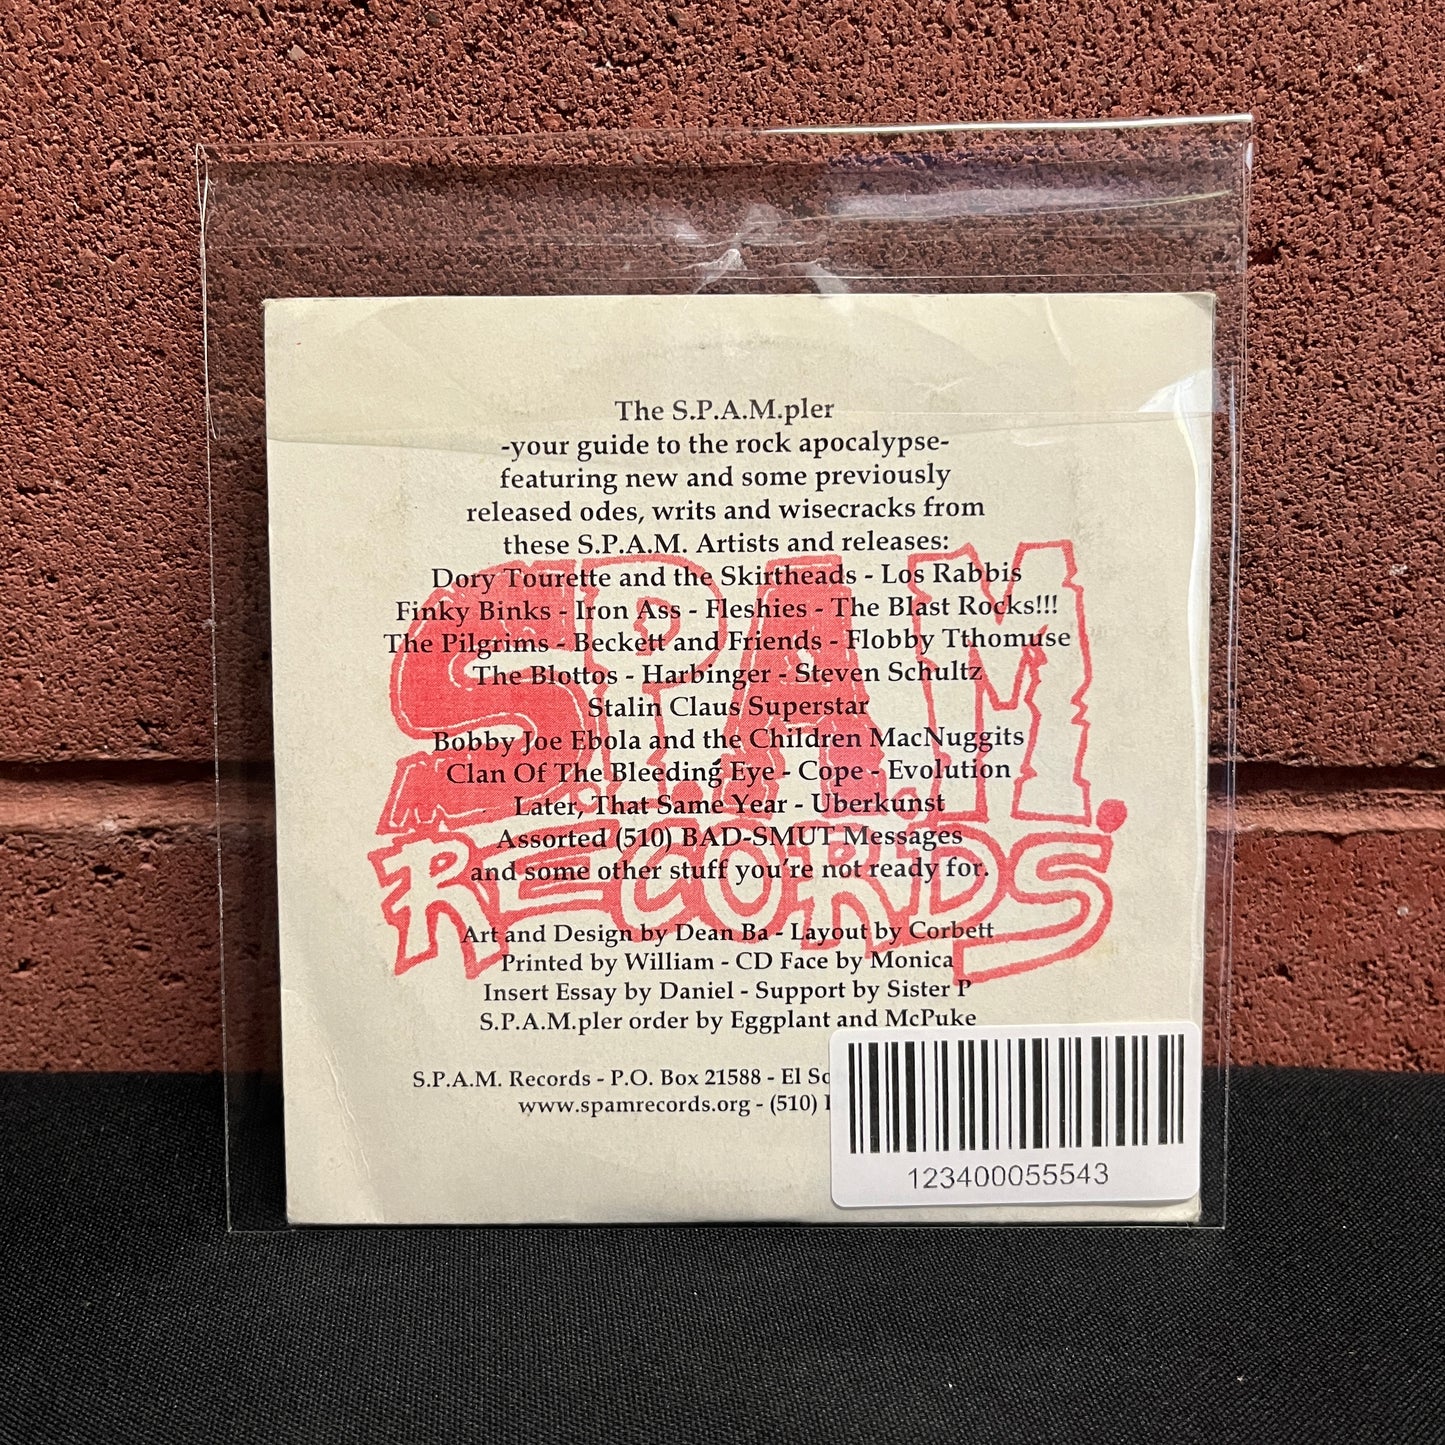 The S.P.A.M.pler
-your guide to the rock apocalypse-
featuring new and some previously
released odes, writs and wisecracks from
these S.P.A.M. Artists and releases:
Dory Tourette and the Skirtheads - Los Rabbis
Finky Binks - Iron Ass - Fleshies - The Blast Rocks!!!
The Pilgrims - Beckett and Friends - Flobby Tthomuse
The Blottos - Harbinger - Steven Schultz
Stalin Claus Superstar
Bobby Joe Ebola and the Children MacNuggits
Clan Of The Bleeding Eye - Cope - Evolution
Later, That Same Year - Uberkunst
Assorted (510) BAD-SMUT Messages
and some other stuff you're not ready for.
S.P.A.M.
RECORDS
Art and Design by Dean Ba - Layout by Corbett
Printed by William - CD Face by Monica
Insert Essay by Daniel - Support by Sister P
S.P.A.M.pler order by Eggplant and McPuke
S.P.A.M. Records - P.O. Box 21588 - El
www.spamrecords.org - (510)
123400055543